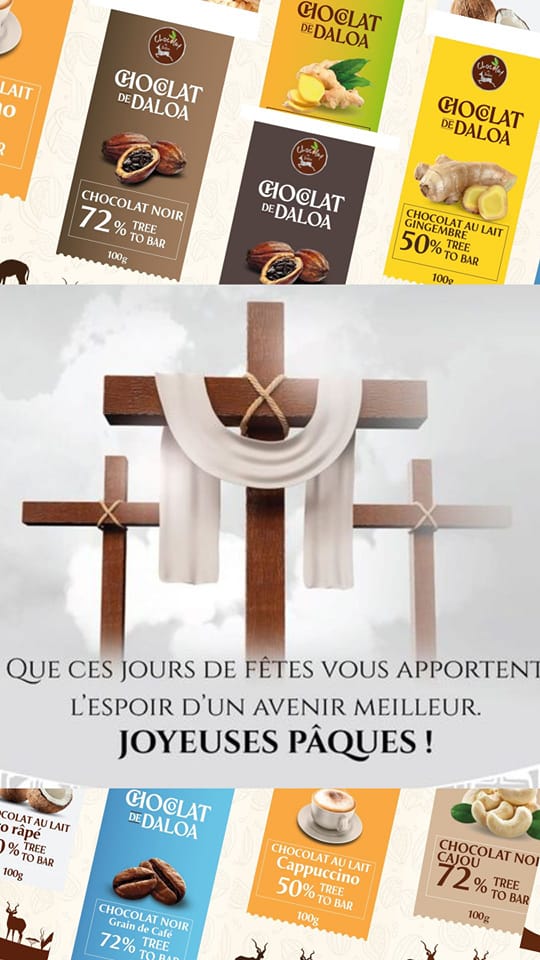 CHOCOLAT
DE DALOA
CHOCOLAT NOIR
72% TREE
TO BAR
100g
LAIT
CHOCOLAT
DE DALOA
CHOCOLAT
DE DALOA
CHOCOLAT
DE DALOA
CHOCOLAT AU LAIT
GINGEMBRE
50% TREE
TO BAR
100g
QUE CES JOURS DE FÊTES VOUS APPORTENT
L'ESPOIR D'UN AVENIR MEILLEUR.
JOYEUSES PÂQUES !
CHOCOLAT AU LAIT
râpé
% TREE
TO BAR
100g
CHOCOLAT
DE DALOA
CHOCOLAT NOIR
Grain de Café
72% TREE
TO BAR
CHOCOLAT AU LAIT
Cappuccino
50% TREE
TO BAR
100g
CHOCOLAT NOI
CAJOU
72% TREE
TO BAR
100g